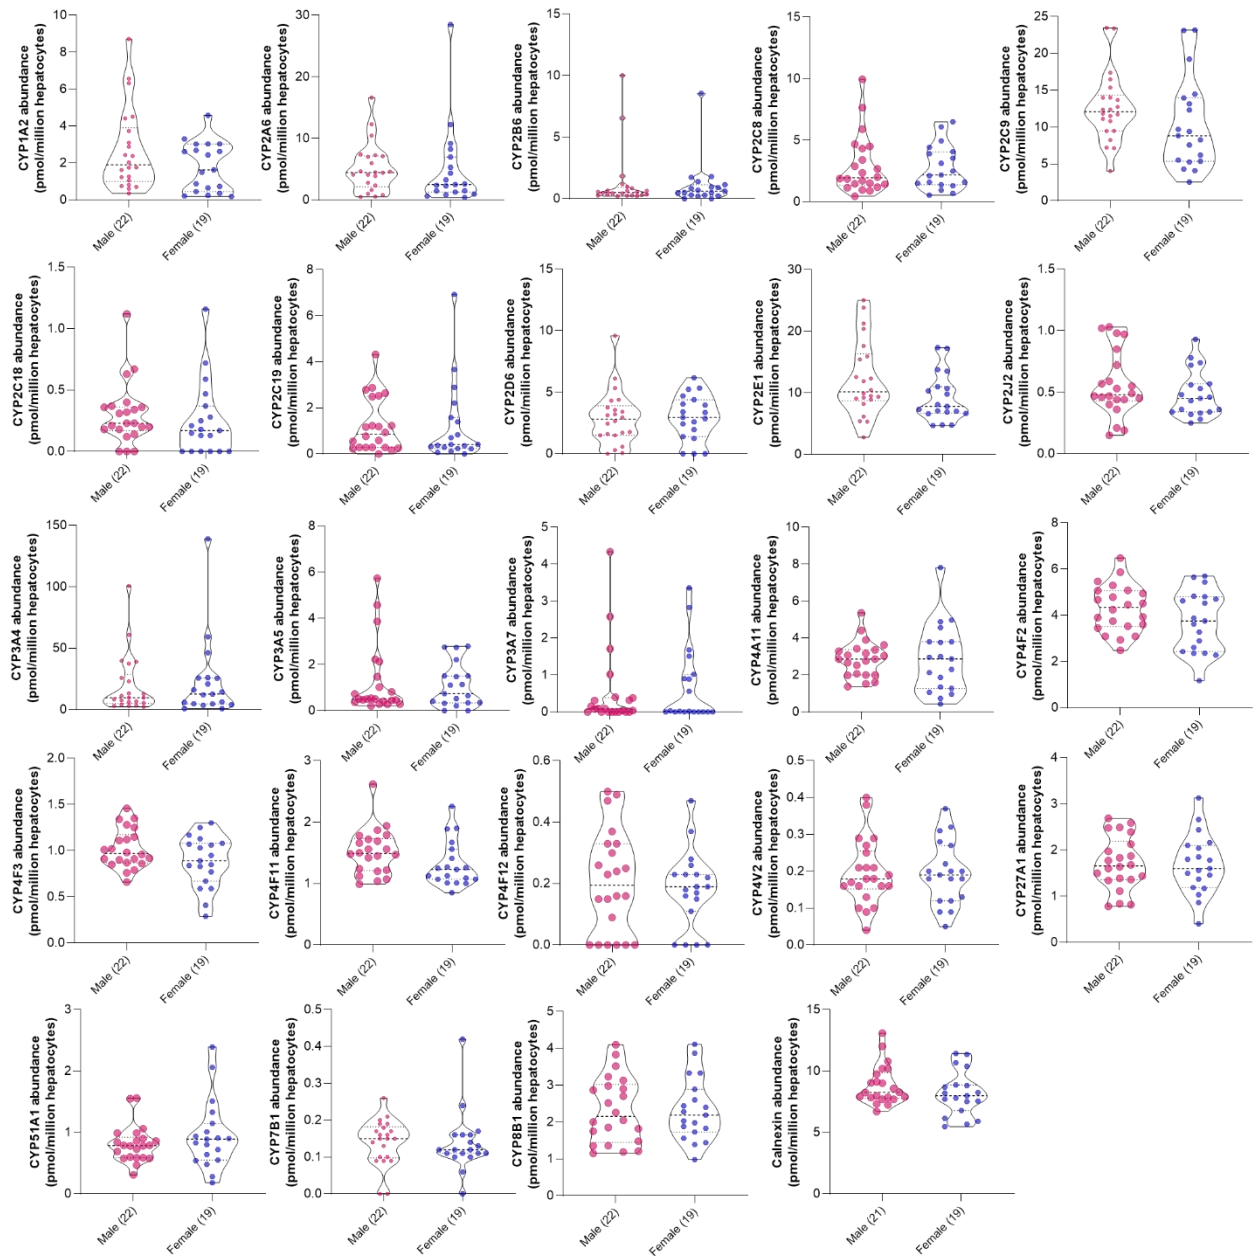 CYP1A2 abundance
(pmol/million hepatocytes)
10
8
6
4
2
0
Male (22)
Female (19)
CYP2A6 abundance
(pmol/million hepatocytes)
30
20
10
0
Male (22)
Female (19)
CYP2B6 abundance
(pmol/million hepatocytes)
15
10
5
0
Male (22)
Female (19)
CYP2C8 abundance
(pmol/million hepatocytes)
15
10
5
0
Male (22)
Female (19)
CYP2C9 abundance
(pmol/million hepatocytes)
25
20
15
10
5
0
Male (22)
Female (19)
CYP2C18 abundance
(pmol/million hepatocytes)
1.5
1.0
0.5
0.0
Male (22)
Female (19)
CYP2C19 abundance
(pmol/million hepatocytes)
8
6
4
2
0
Male (22)
Female (19)
CYP2D6 abundance
(pmol/million hepatocytes)
15
10
5
0
Male (22)
Female (19)
CYP2E1 abundance
(pmol/million hepatocytes)
30
20
10
0
Male (22)
Female (19)
CYP2J2 abundance
(pmol/million hepatocytes)
1.5
1.0
0.5
0.0
Male (22)
Female (19)
CYP3A4 abundance
(pmol/million hepatocytes)
150
100
50
0
Male (22)
Female (19)
CYP3A5 abundance
(pmol/million hepatocytes)
8
6
4
2
0
Male (22)
Female (19)
CYP3A7 abundance
(pmol/million hepatocytes)
5
4
3
2
1
0
Male (22)
Female (19)
CYP4A11 abundance
(pmol/million hepatocytes)
10
8
6
4
2
0
Male (22)
Female (19)
CYP4F2 abundance
(pmol/million hepatocytes)
8
6
4
2
0
Male (22)
Female (19)
CYP4F3 abundance
(pmol/million hepatocytes)
2.0
1.5
1.0
0.5
0.0
Male (22)
Female (19)
CYP4F11 abundance
(pmol/million hepatocytes)
3
2
1
0
Male (22)
Female (19)
CYP4F12 abundance
(pmol/million hepatocytes)
0.6
0.4
0.2
0.0
Male (22)
Female (19)
CYP4V2 abundance
(pmol/million hepatocytes)
0.5
0.4
0.3
0.2
0.1
0.0
Male (22)
Female (19)
CYP27A1 abundance
(pmol/million hepatocytes)
4
3
2
1
0
Male (22)
Female (19)
CYP51A1 abundance
(pmol/million hepatocytes)
3
2
1
0
Male (22)
Female (19)
CYP7B1 abundance
(pmol/million hepatocytes)
0.5
0.4
0.3
0.2
0.1
0.0
Male (22)
Female (19)
CYP8B1 abundance
(pmol/million hepatocytes)
5
4
3
2
1
0
Male (22)
Female (19)
Calnexin abundance
(pmol/million hepatocytes)
15
10
5
0
Male (21)
Female (19)